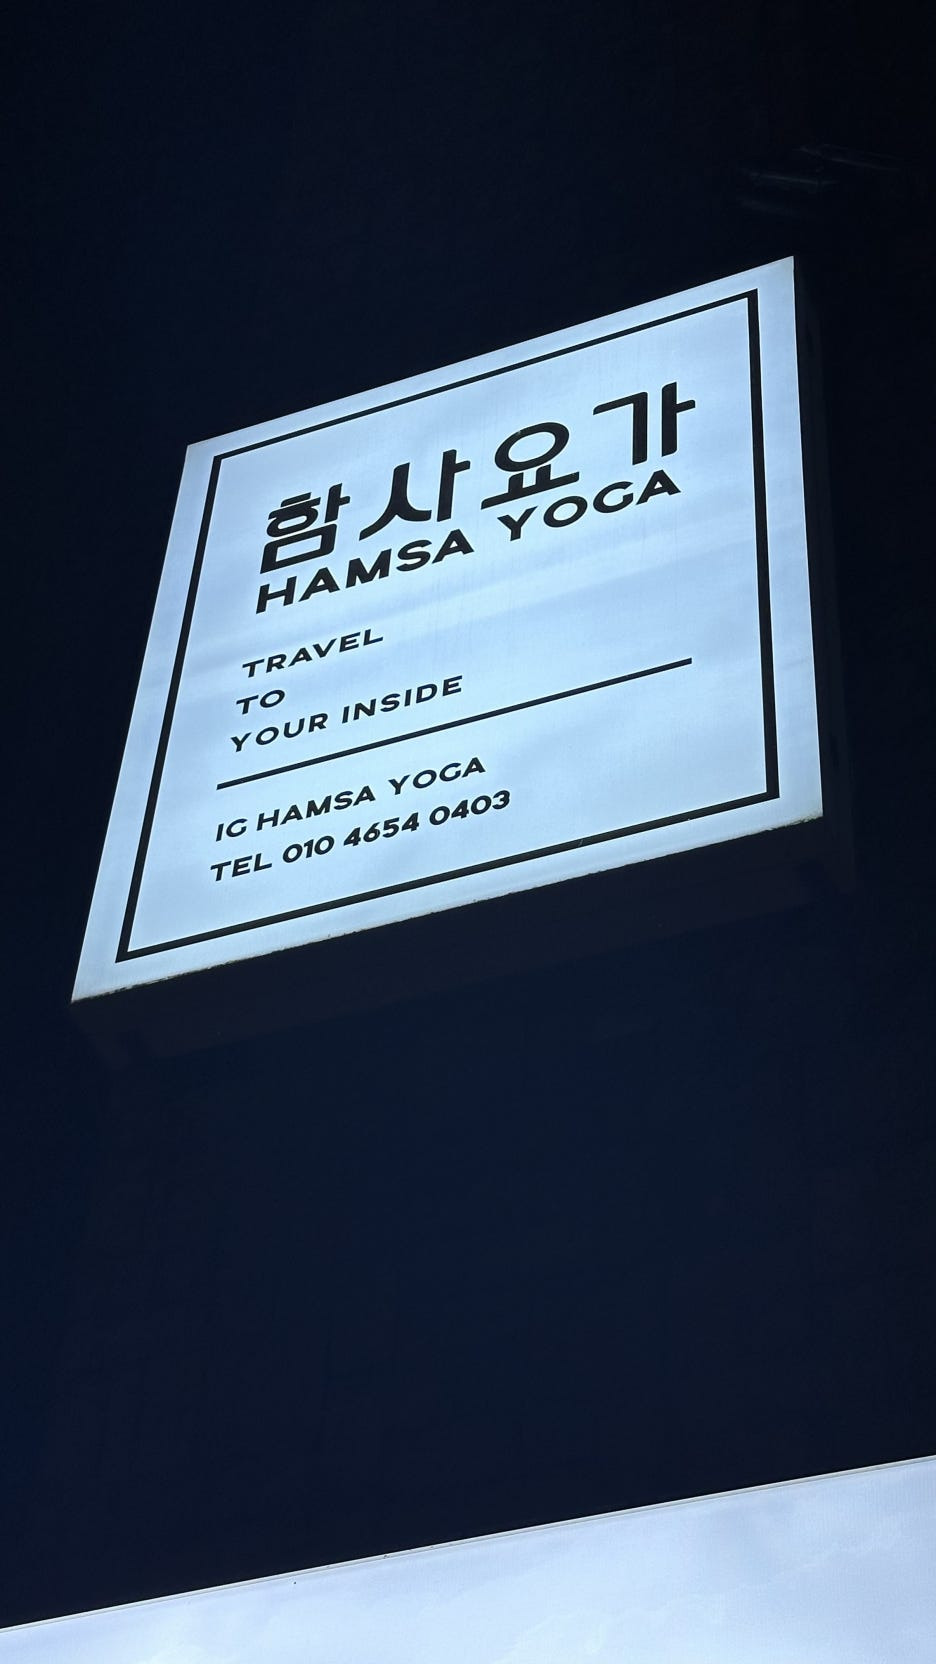 함사요가
HAMSA YOGA
TRAVEL
TO
YOUR INSIDE
IG HAMSA YOGA
TEL 010 4654 0403